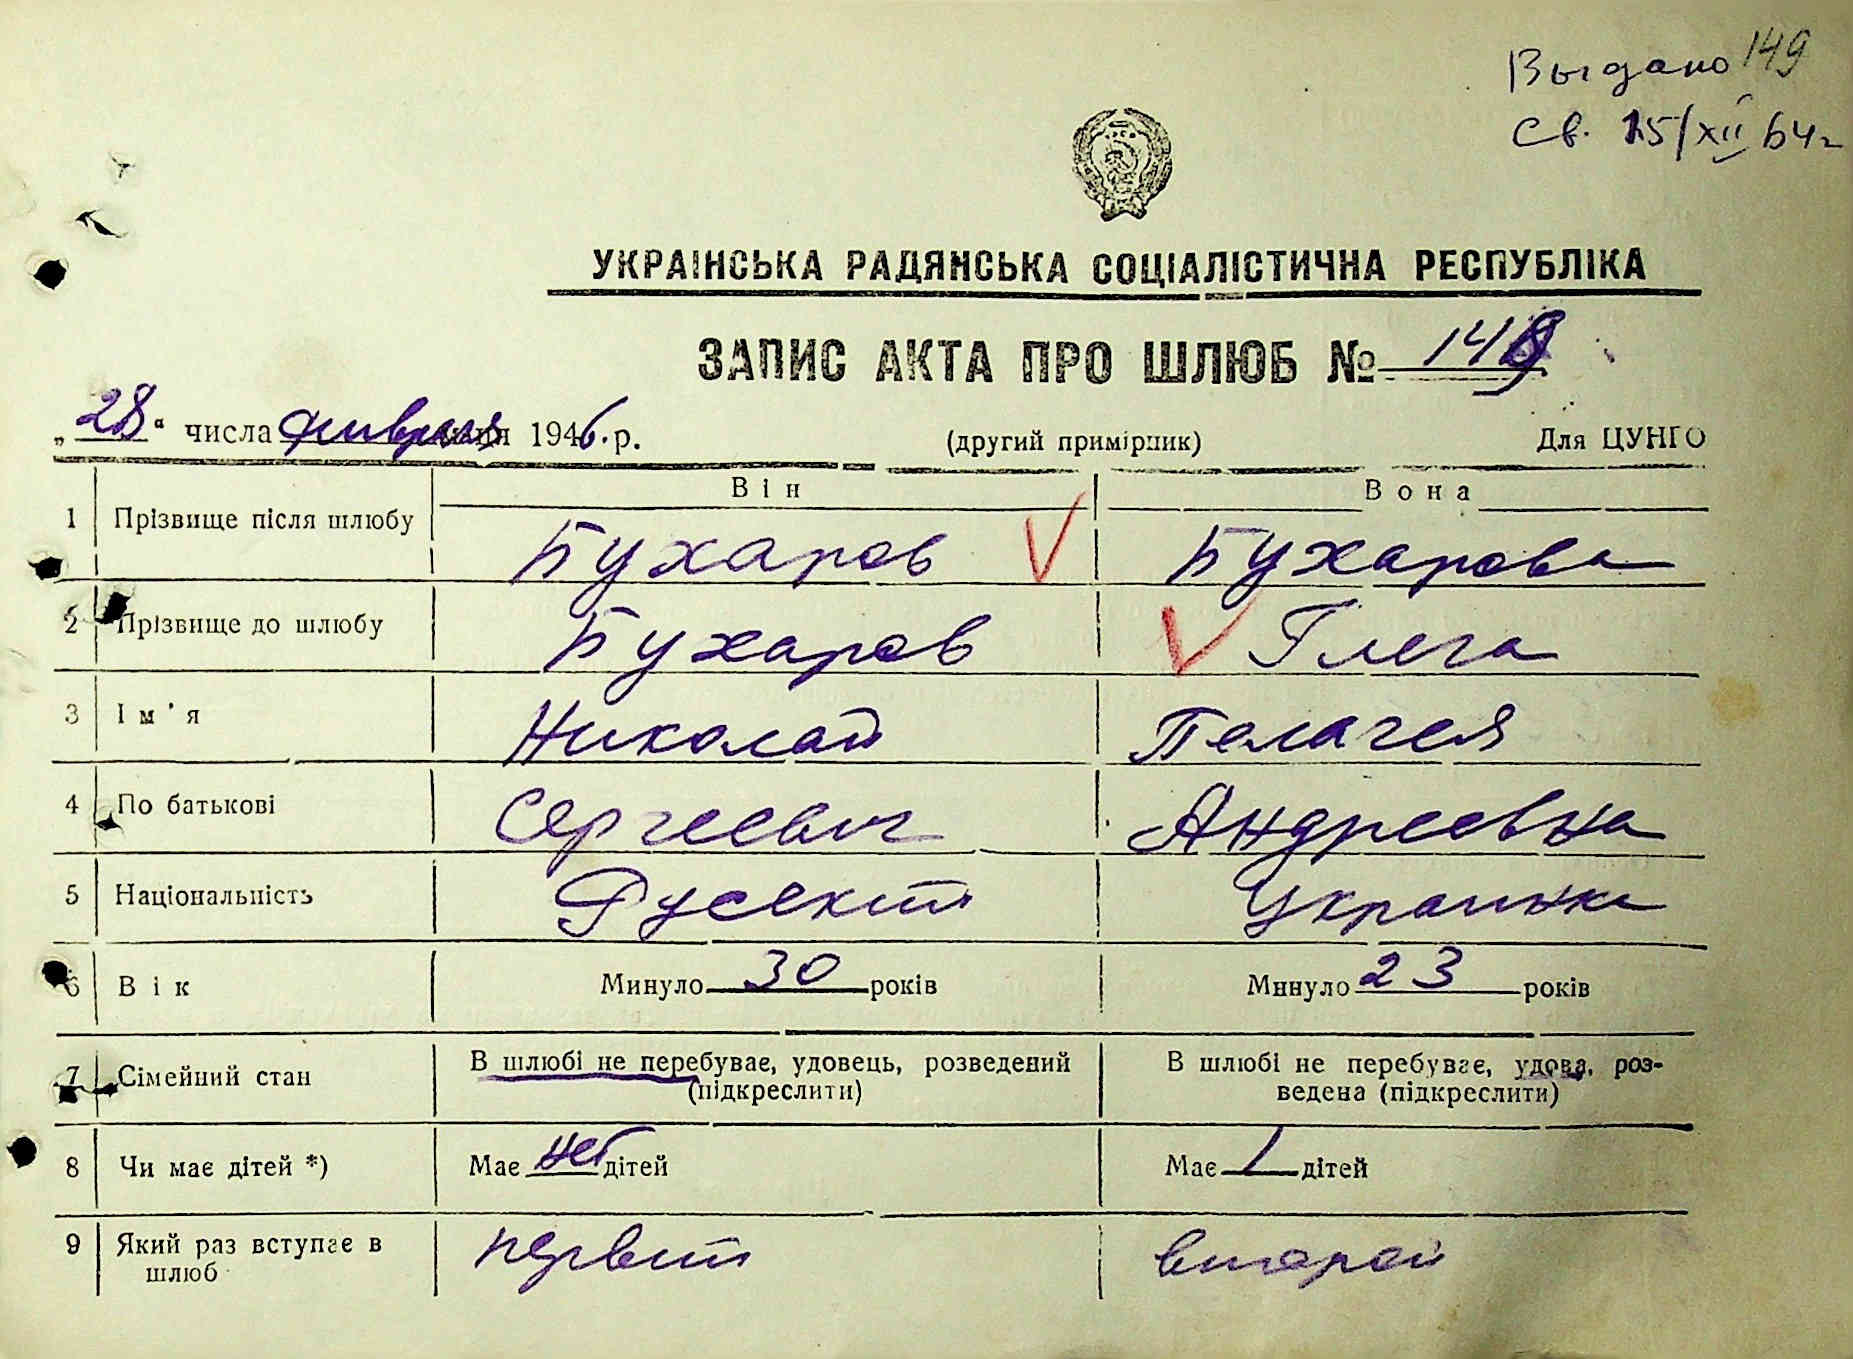 Выдано 149
Св. 15/XII 64г
УКРАЇНСЬКА РАДЯНСЬКА СОЦІАЛІСТИЧНА РЕСПУБЛІКА
ЗАПИС АКТА ПРО ШЛЮБ № 149
„28“ числа февраля 1946.р. (другий примірник) Для ЦУНГО
Він Вона
1 Прізвище після шлюбу Бухаров Бухарова
2 Прізвище до шлюбу Бухаров Глега
3 Ім'я Николай Пелагея
4 По батькові Сергеевич Андреевна
5 Національність Русский Украинка
6 Вік Минуло 30 років Минуло 23 років
7 Сімейний стан В шлюбі не перебуває, удовець, розведений (підкреслити) В шлюбі не перебуває, удова, роз-
ведена (підкреслити)
8 Чи має дітей *) Має нет дітей Має 1 дітей
9 Який раз вступає в шлюб первый второй